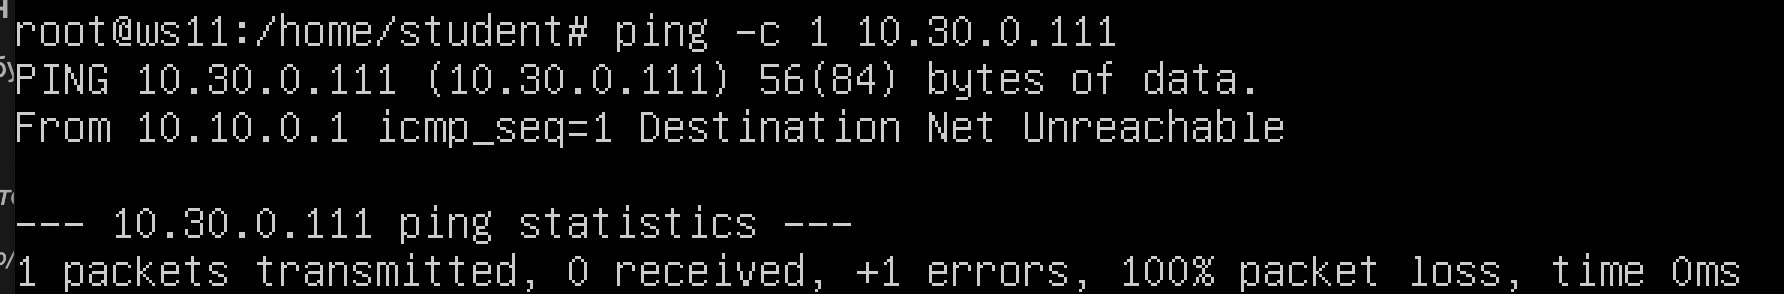 root@ws11:/home/student# ping -c 1 10.30.0.111
PING 10.30.0.111 (10.30.0.111) 56(84) bytes of data.
From 10.10.0.1 icmp_seq=1 Destination Net Unreachable
--- 10.30.0.111 ping statistics ---
1 packets transmitted, 0 received, +1 errors, 100% packet loss, time 0ms